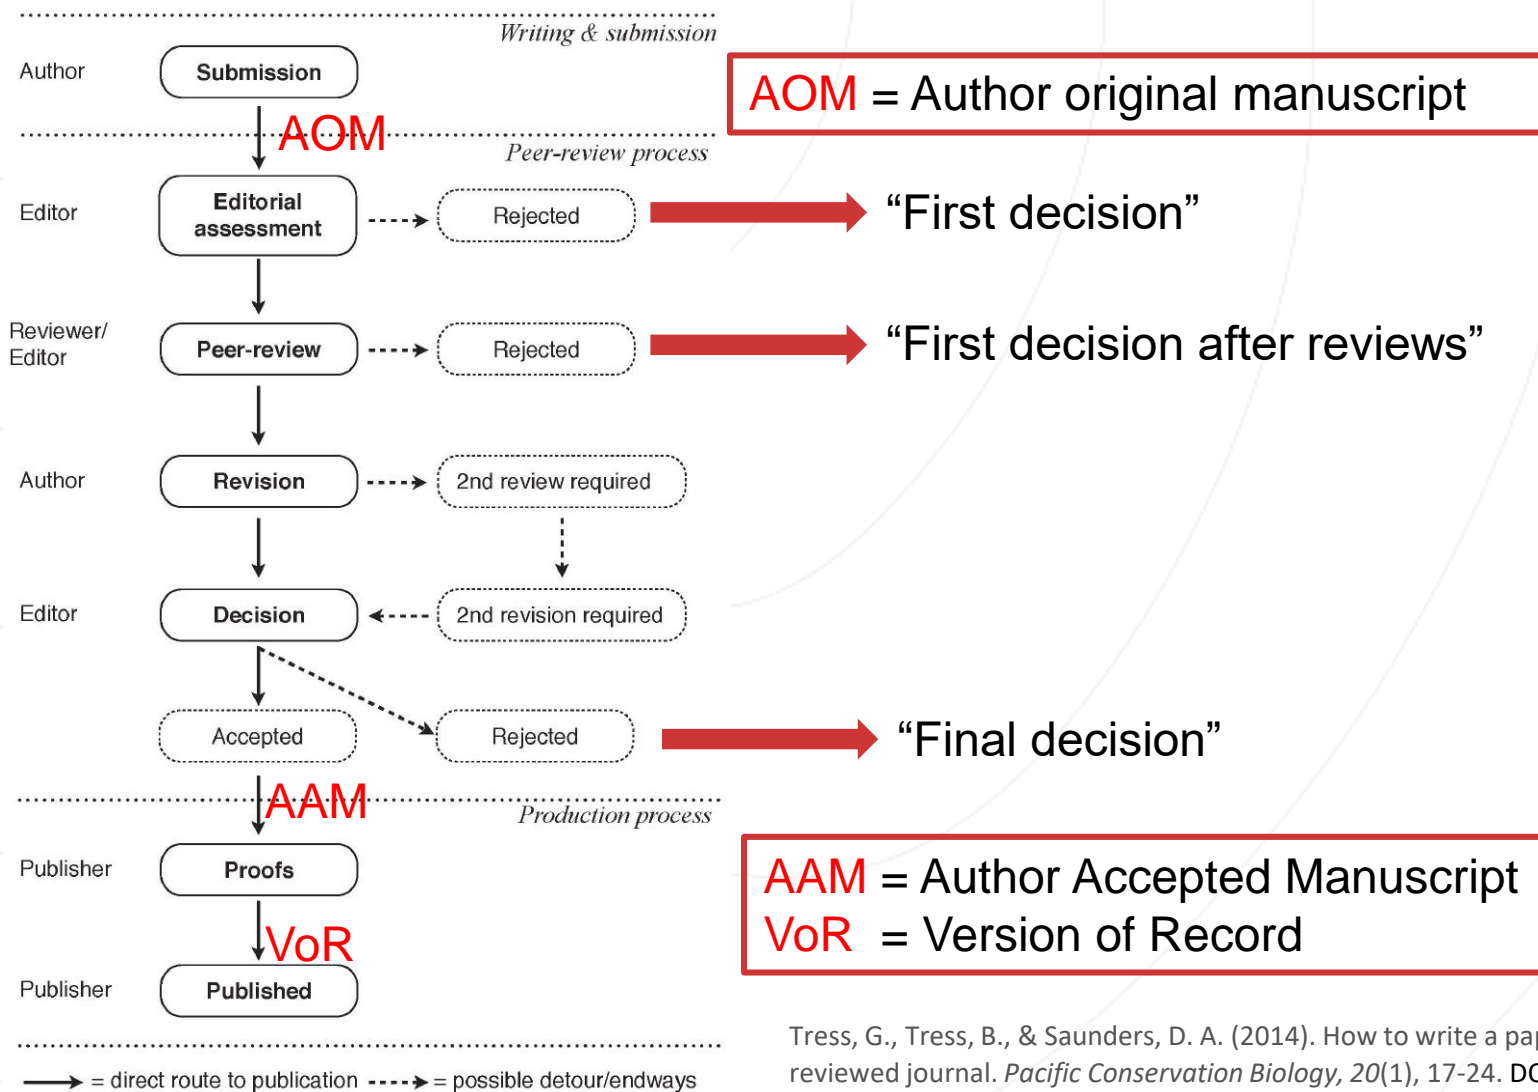 Writing & submission
Author
Submission
AOM = Author original manuscript
AOM
Peer-review process
Editor
Editorial
assessment
Rejected
“First decision”
Reviewer/
Editor
Peer-review
Rejected
“First decision after reviews”
Author
Revision
2nd review required
Editor
Decision
2nd revision required
Accepted
Rejected
“Final decision”
AAM
Production process
Publisher
Proofs
AAM = Author Accepted Manuscript
VoR = Version of Record
VoR
Publisher
Published
Tress, G., Tress, B., & Saunders, D. A. (2014). How to write a pap
reviewed journal. Pacific Conservation Biology, 20(1), 17-24. DO
= direct route to publication
= possible detour/endways